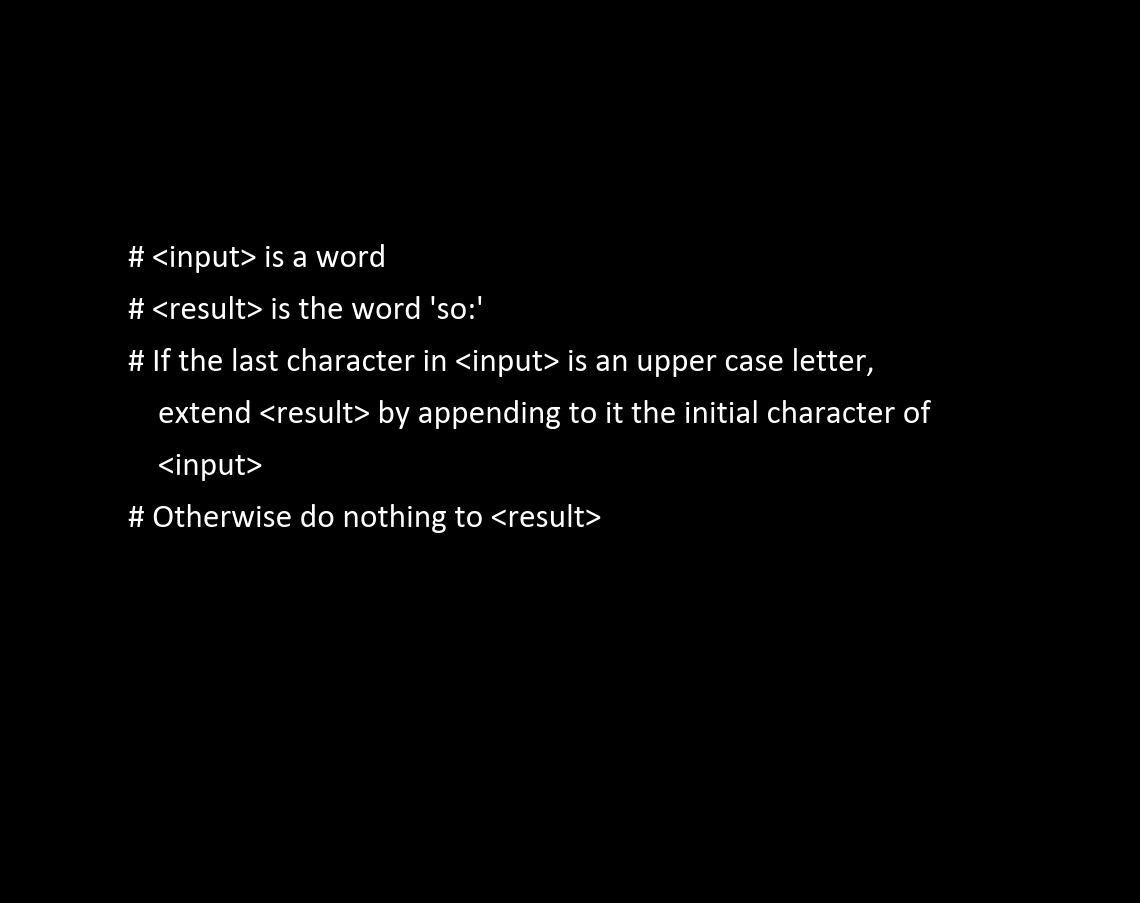 # <input> is a word
# <result> is the word 'so:'
# If the last character in <input> is an upper case letter,
extend <result> by appending to it the initial character of
<input>
# Otherwise do nothing to <result>